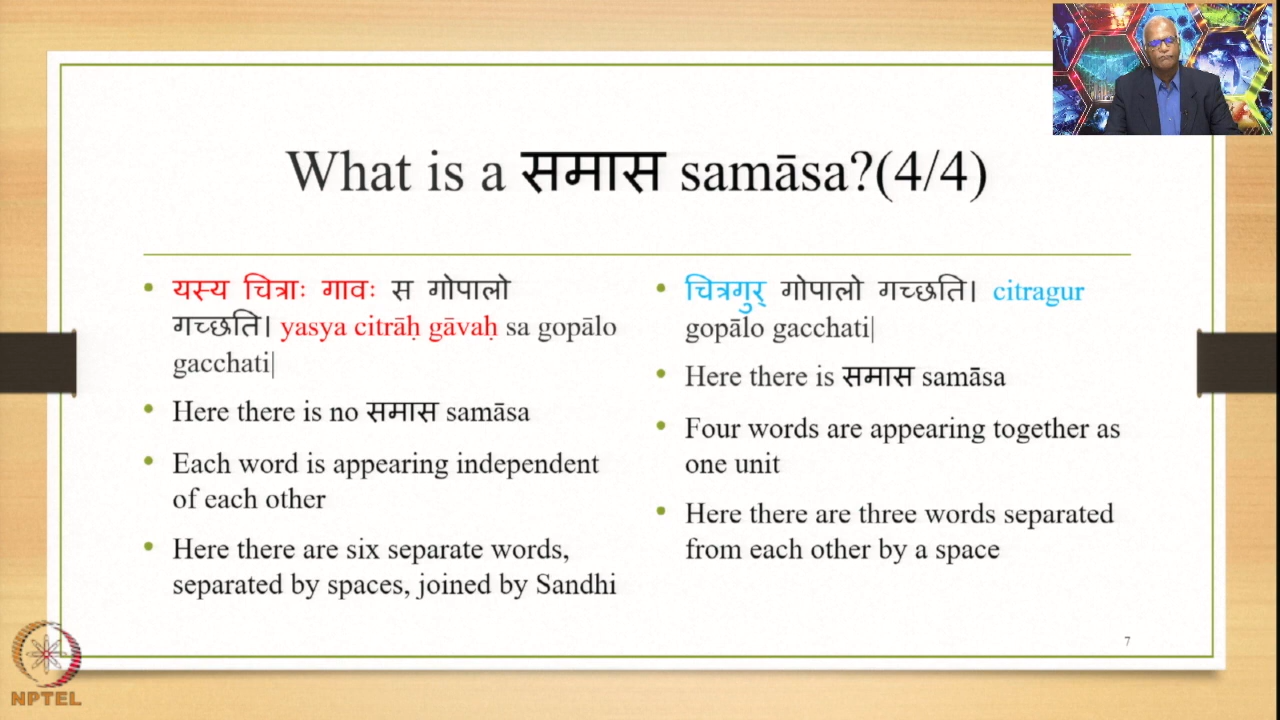 What is a समास samāsa?(4/4)
• यस्य चित्राः गावः स गोपालो
गच्छति। yasya citrāḥ gāvaḥ sa gopālo
gacchati|
• Here there is no समास samāsa
• Each word is appearing independent
of each other
• Here there are six separate words,
separated by spaces, joined by Sandhi
• चित्रगुर् गोपालो गच्छति। citragur
gopālo gacchati|
• Here there is समास samāsa
• Four words are appearing together as
one unit
• Here there are three words separated
from each other by a space
7
NPTEL